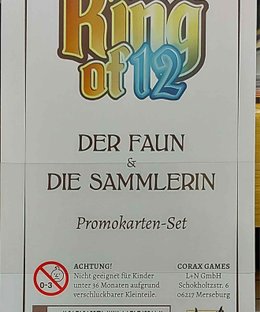 King
of 12
DER FAUN
&
DIE SAMMLERIN
Promokarten-Set
0-3
ACHTUNG!
Nicht geeignet für Kinder
unter 36 Monaten aufgrund
verschluckbarer Kleinteile.
CORAX GAMES
L+N GmbH
Schokholtzstr. 6
06217 Merseburg